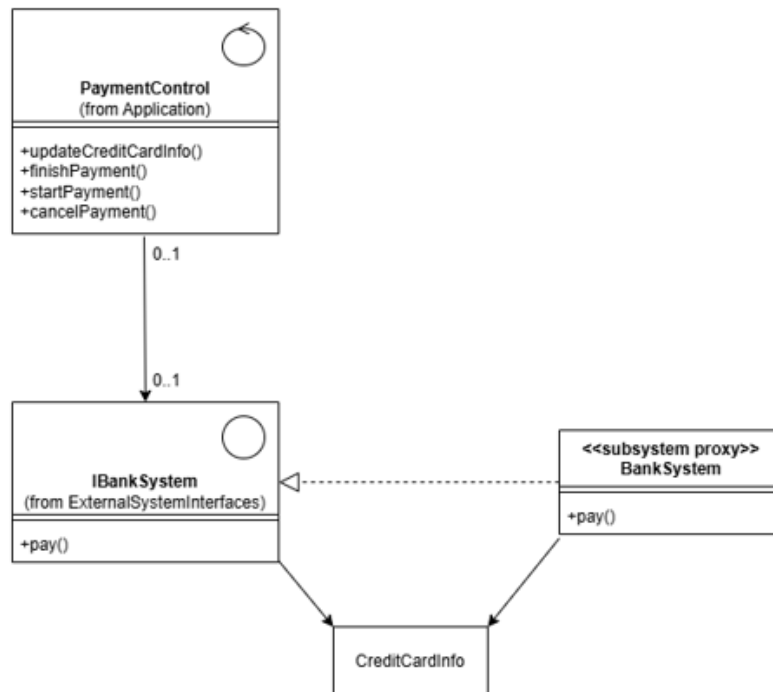 PaymentControl
(from Application)
+updateCreditCardInfo()
+finishPayment()
+startPayment()
+cancelPayment()
0..1
0..1
IBankSystem
(from ExternalSystemInterfaces)
+pay()
<<subsystem proxy>>
BankSystem
+pay()
CreditCardInfo